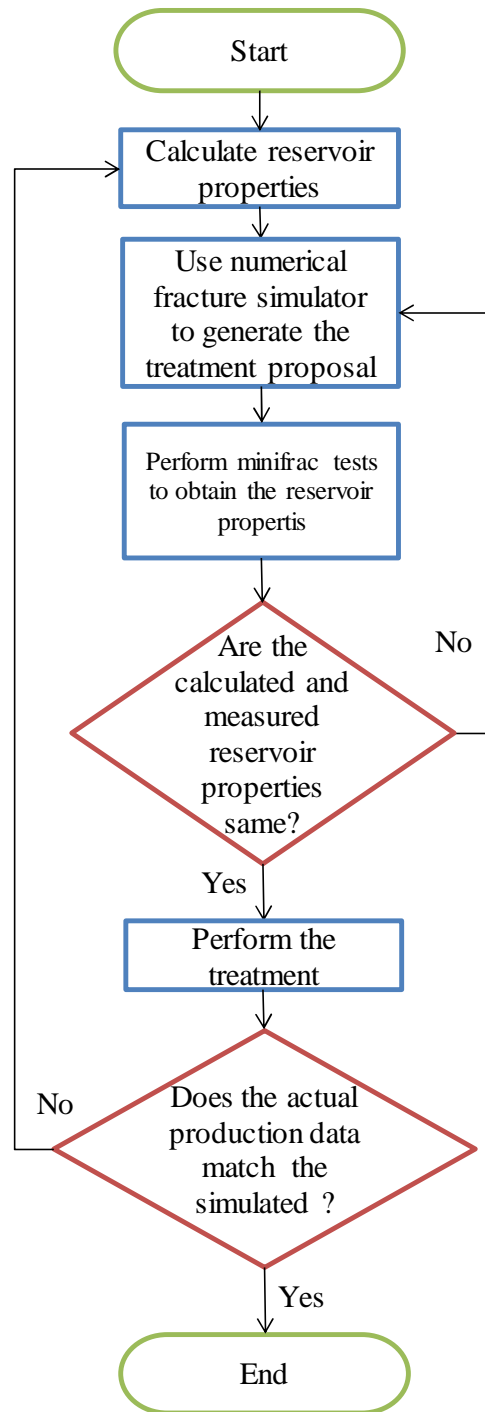 Start
Calculate reservoir
properties
Use numerical
fracture simulator
to generate the
treatment proposal
Perform minifrac tests
to obtain the reservoir
propertis
Are the
calculated and
measured
reservoir
properties
same?
No
Yes
Perform the
treatment
Does the actual
production data
match the
simulated ?
No
Yes
End